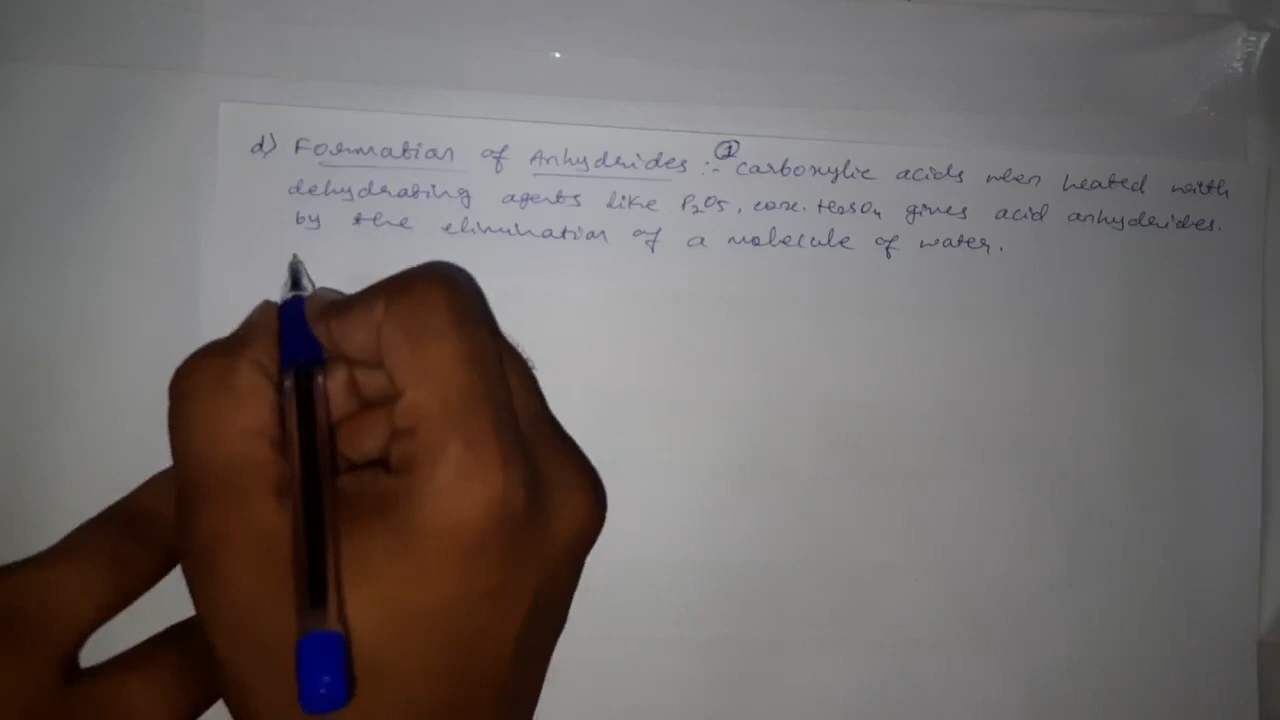 d) Formation of Anhydrides :- ① carboxylic acids when heated with
dehydrating agents like P2O5, conc. H2SO4 gives acid anhydrides.
by the elimination of a molecule of water.